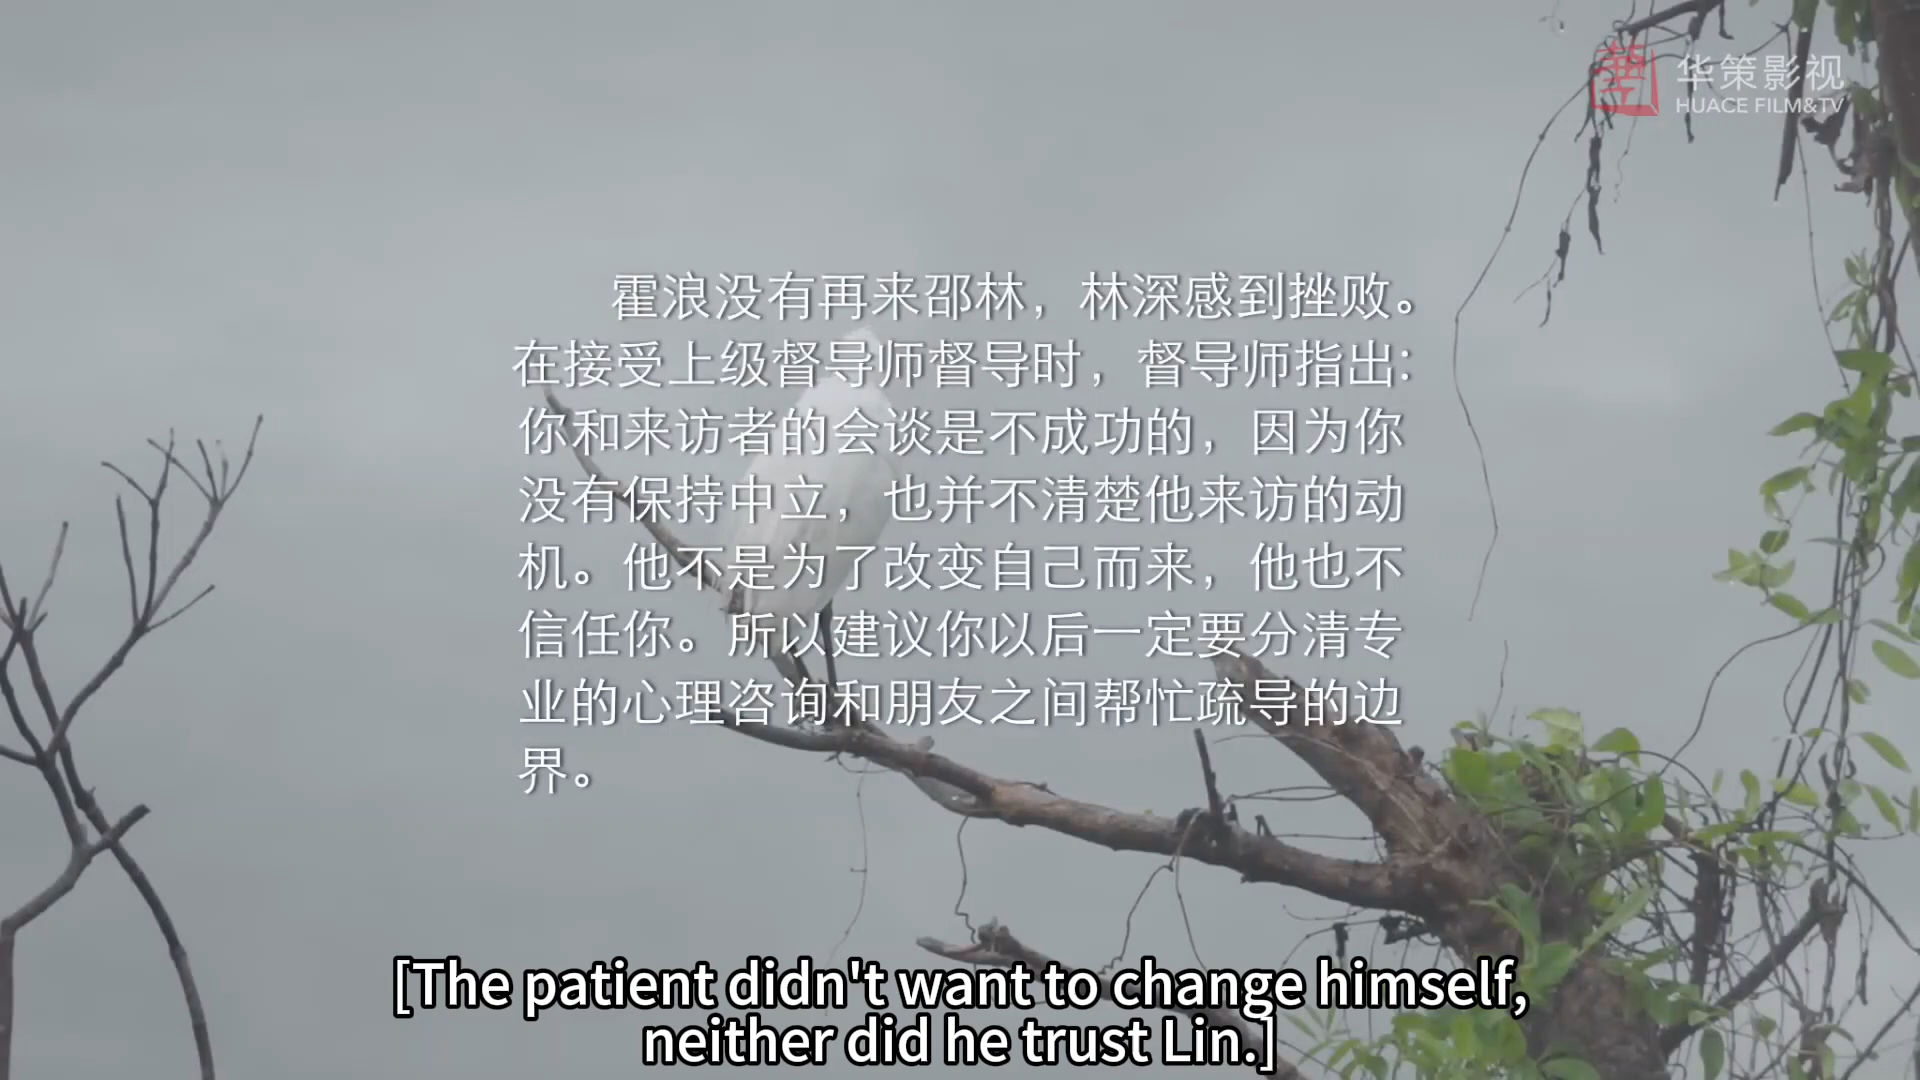 华策影视
HUACE FILM&TV
霍浪没有再来邵林，林深感到挫败。
在接受上级督导师督导时，督导师指出：
你和来访者的会谈是不成功的，因为你
没有保持中立，也并不清楚他来访的动
机。他不是为了改变自己而来，他也不
信任你。所以建议你以后一定要分清专
业的心理咨询和朋友之间帮忙疏导的边
界。
[The patient didn't want to change himself,
neither did he trust Lin.]